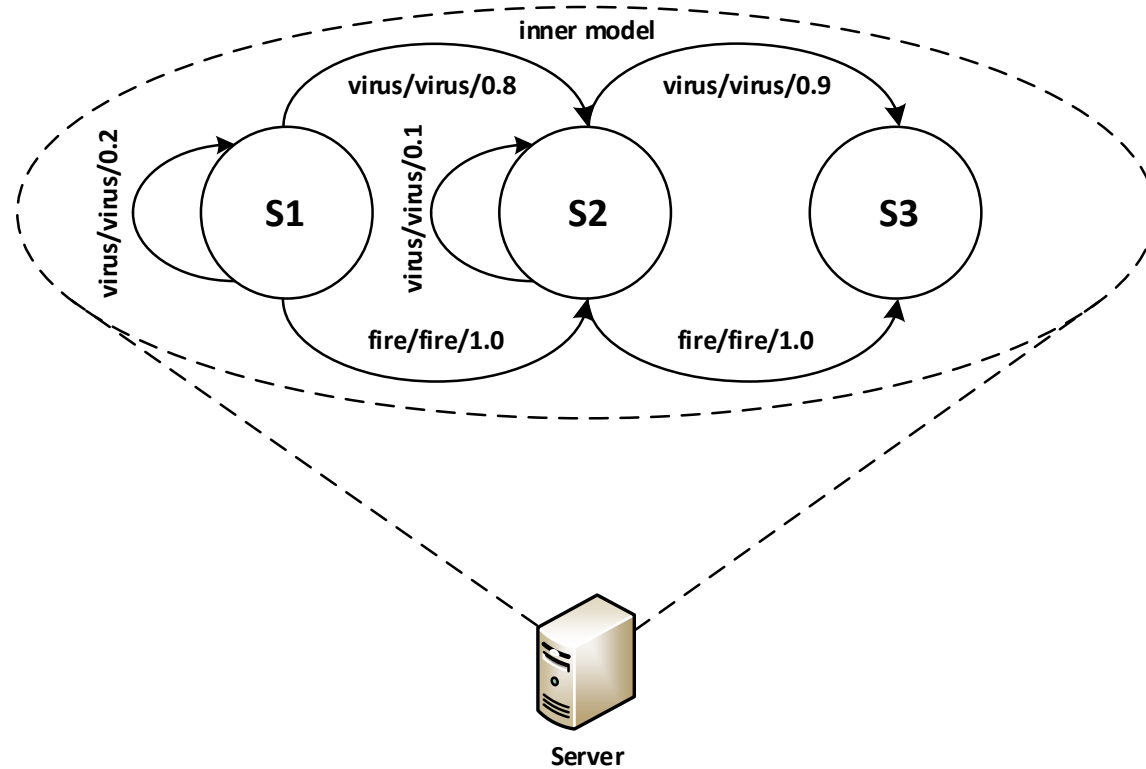 inner model
virus/virus/0.8
virus/virus/0.9
virus/virus/0.2
virus/virus/0.1
S1
S2
S3
fire/fire/1.0
fire/fire/1.0
Server